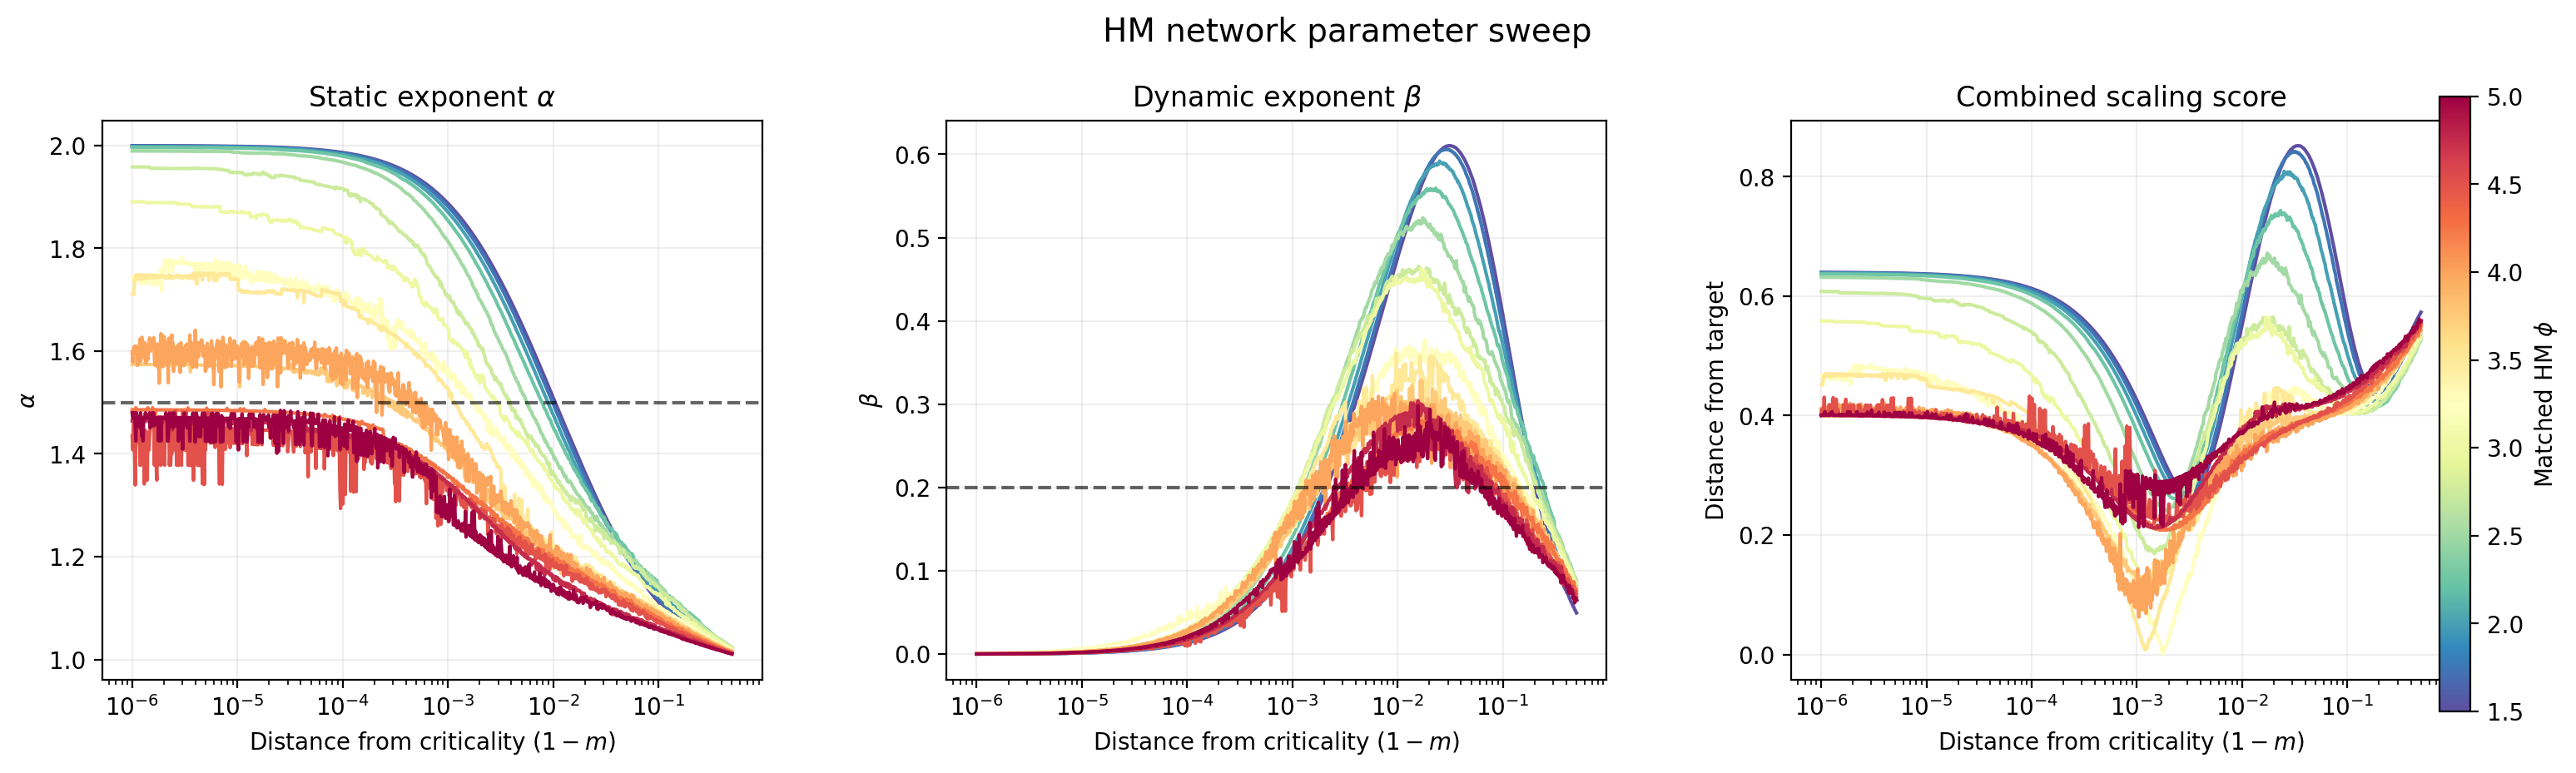 HM network parameter sweep
Static exponent α
2.0
1.8
1.6
1.4
1.2
1.0
α
10⁻⁶ 10⁻⁵ 10⁻⁴ 10⁻³ 10⁻² 10⁻¹
Distance from criticality (1 − m)
Dynamic exponent β
0.6
0.5
0.4
0.3
0.2
0.1
0.0
β
10⁻⁶ 10⁻⁵ 10⁻⁴ 10⁻³ 10⁻² 10⁻¹
Distance from criticality (1 − m)
Combined scaling score
0.8
0.6
0.4
0.2
0.0
Distance from target
10⁻⁶ 10⁻⁵ 10⁻⁴ 10⁻³ 10⁻² 10⁻¹
Distance from criticality (1 − m)
5.0
4.5
4.0
3.5
3.0
2.5
2.0
1.5
Matched HM ϕ